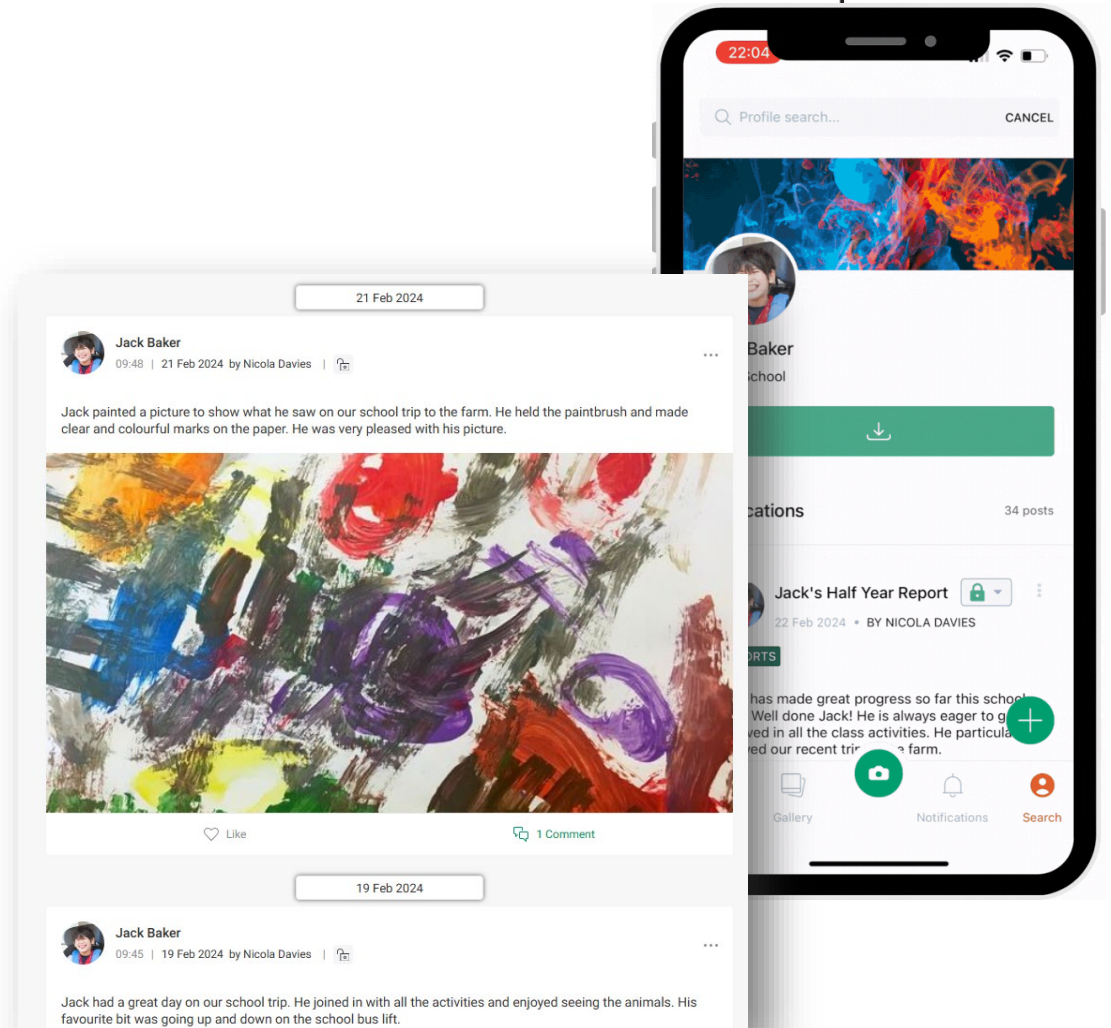 22:04
Profile search...
CANCEL
Baker
School
cations
34 posts
Jack's Half Year Report
22 Feb 2024 • BY NICOLA DAVIES
ORTS
has made great progress so far this school
Well done Jack! He is always eager to g
ved in all the class activities. He particula
ved our recent trip farm.
Gallery
Notifications
Search
21 Feb 2024
Jack Baker
09:48 | 21 Feb 2024 by Nicola Davies |
Jack painted a picture to show what he saw on our school trip to the farm. He held the paintbrush and made
clear and colourful marks on the paper. He was very pleased with his picture.
Like
1 Comment
19 Feb 2024
Jack Baker
09:45 | 19 Feb 2024 by Nicola Davies |
Jack had a great day on our school trip. He joined in with all the activities and enjoyed seeing the animals. His
favourite bit was going up and down on the school bus lift.